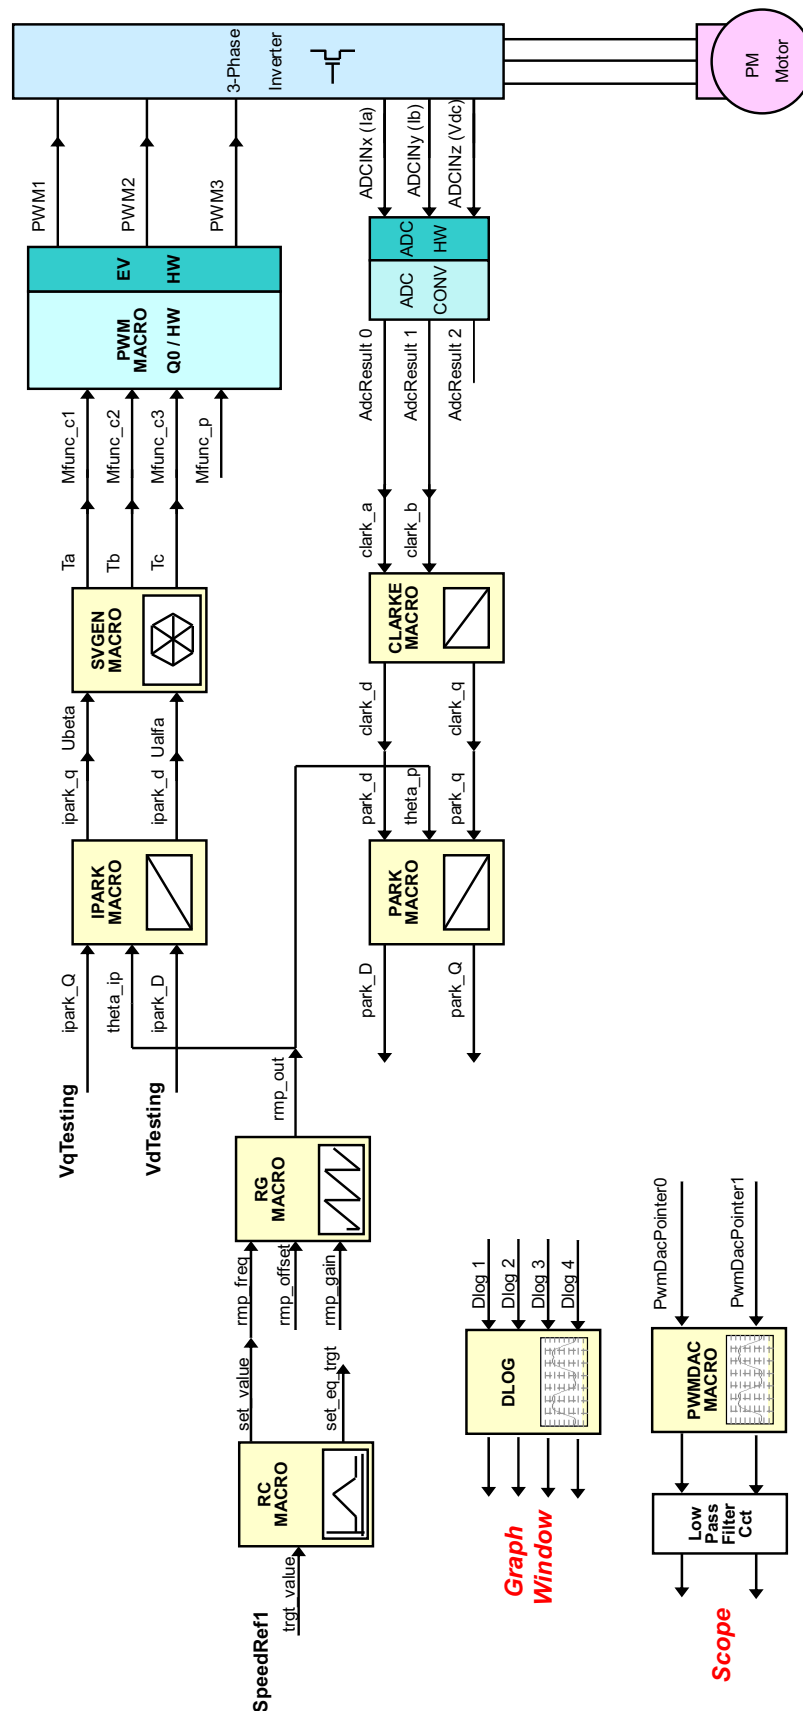 SpeedRef1
trgt_value
RC
MACRO
set_value
set_eq_trgt
rmp_freq
rmp_offset
rmp_gain
RG
MACRO
rmp_out
VqTesting
VdTesting
ipark_Q
theta_ip
ipark_D
IPARK
MACRO
ipark_q
ipark_d
Ubeta
Ualfa
SVGEN
MACRO
Ta
Tb
Tc
Mfunc_c1
Mfunc_c2
Mfunc_c3
Mfunc_p
PWM
MACRO
Q0 / HW
EV
HW
PWM1
PWM2
PWM3
3-Phase
Inverter
PM
Motor
ADCINx (Ia)
ADCINy (Ib)
ADCINz (Vdc)
ADC
HW
ADC
CONV
AdcResult 0
AdcResult 1
AdcResult 2
clark_a
clark_b
CLARKE
MACRO
clark_d
clark_q
park_d
theta_p
park_q
PARK
MACRO
park_D
park_Q
Dlog 1
Dlog 2
Dlog 3
Dlog 4
DLOG
Graph
Window
PwmDacPointer0
PwmDacPointer1
PWMDAC
MACRO
Low
Pass
Filter
Cct
Scope